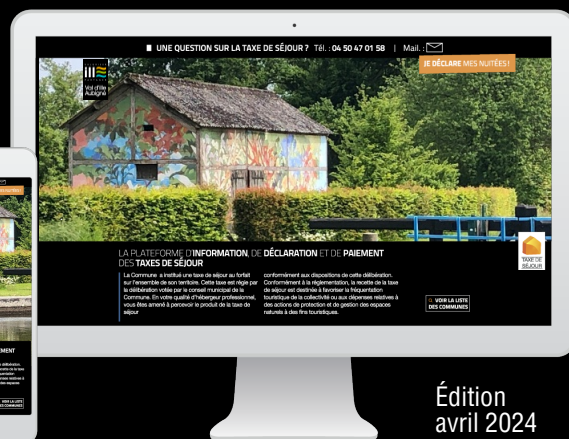 ■ UNE QUESTION SUR LA TAXE DE SÉJOUR ? Tél. : 04 50 47 01 58 | Mail. :
JE DÉCLARE MES NUITÉES !
Val d'Ille
Aubigné
LA PLATEFORME D'INFORMATION, DE DÉCLARATION ET DE PAIEMENT
DES TAXES DE SÉJOUR
La Commune a institué une taxe de séjour au forfait
sur l'ensemble de son territoire. Cette taxe est régie par
la délibération votée par le conseil municipal de la
Commune. En votre qualité d'hébergeur professionnel,
vous êtes amené à percevoir le produit de la taxe de
séjour
conformément aux dispositions de cette délibération.
Conformément à la réglementation, la recette de la taxe
de séjour est destinée à favoriser la fréquentation
touristique de la collectivité ou aux dépenses relatives à
des actions de protection et de gestion des espaces
naturels à des fins touristiques.
TAXE DE
SÉJOUR
VOIR LA LISTE
DES COMMUNES
Édition
avril 2024